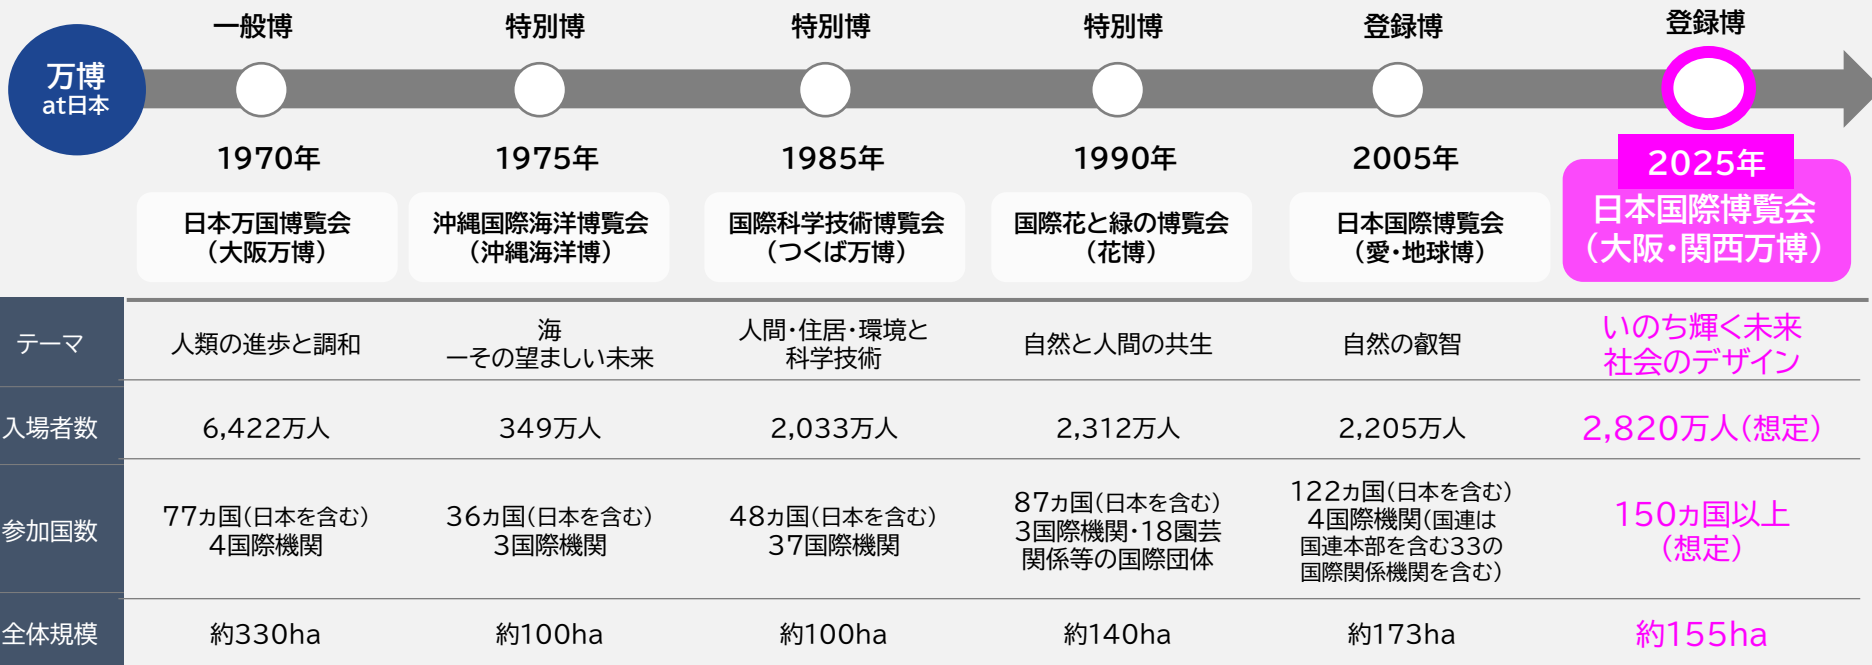 万博
at日本
一般博
特別博
特別博
特別博
登録博
登録博
1970年
1975年
1985年
1990年
2005年
2025年
日本万国博覧会
(大阪万博)
沖縄国際海洋博覧会
(沖縄海洋博)
国際科学技術博覧会
(つくば万博)
国際花と緑の博覧会
(花博)
日本国際博覧会
(愛・地球博)
日本国際博覧会
(大阪・関西万博)
テーマ
人類の進歩と調和
海
ーその望ましい未来
人間・住居・環境と
科学技術
自然と人間の共生
自然の叡智
いのち輝く未来
社会のデザイン
入場者数
6,422万人
349万人
2,033万人
2,312万人
2,205万人
2,820万人(想定)
参加国数
77ヵ国(日本を含む)
4国際機関
36ヵ国(日本を含む)
3国際機関
48ヵ国(日本を含む)
37国際機関
87ヵ国(日本を含む)
3国際機関・18園芸
関係等の国際団体
122ヵ国(日本を含む)
4国際機関(国連は
国連本部を含む33の
国際関係機関を含む)
150ヵ国以上
(想定)
全体規模
約330ha
約100ha
約100ha
約140ha
約173ha
約155ha